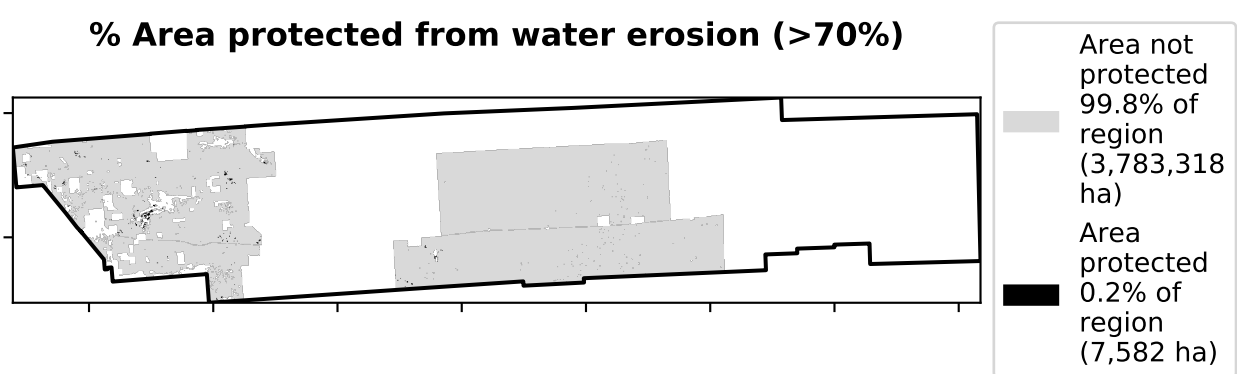 % Area protected from water erosion (>70%)
Area not
protected
99.8% of
region
(3,783,318
ha)
Area
protected
0.2% of
region
(7,582 ha)